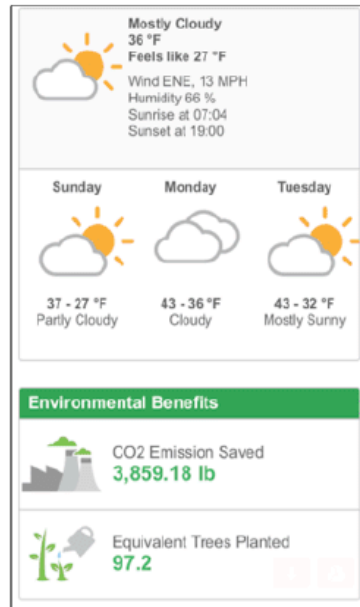 Mostly Cloudy
36 °F
Feels like 27 °F
Wind ENE, 13 MPH
Humidity 66 %
Sunrise at 07:04
Sunset at 19:00
Sunday Monday Tuesday
37 - 27 °F 43 - 36 °F 43 - 32 °F
Partly Cloudy Cloudy Mostly Sunny
Environmental Benefits
CO2 Emission Saved
3,859.18 lb
Equivalent Trees Planted
97.2